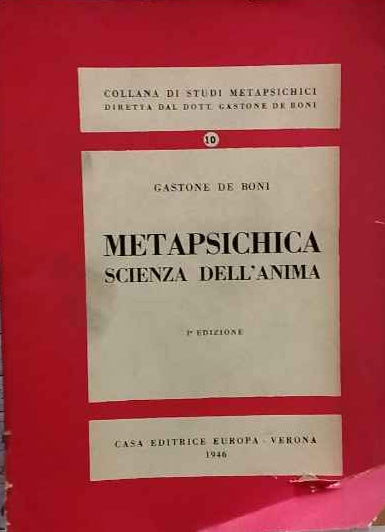 COLLANA DI STUDI METAPSICHICI
DIRETTA DAL DOTT. GASTONE DE BONI
10
GASTONE DE BONI
METAPSICHICA
SCIENZA DELL'ANIMA
EDIZIONE
CASA EDITRICE EUROPA - VERONA
1946